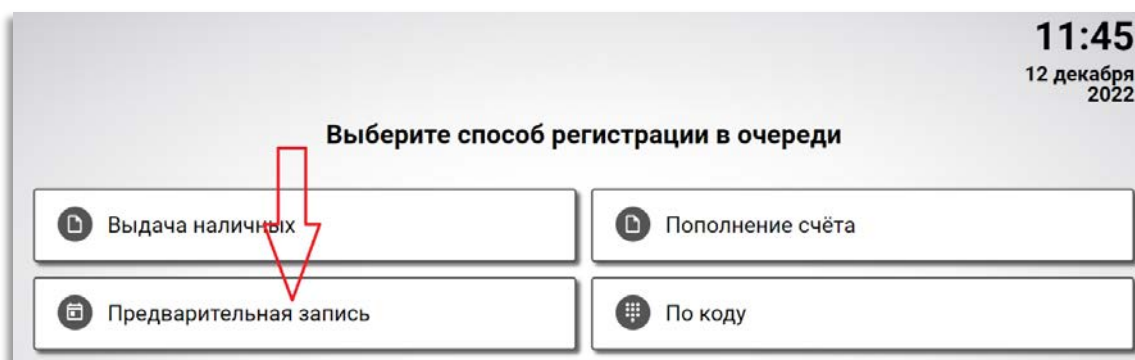 11:45
12 декабря
2022
Выберите способ регистрации в очереди
Выдача наличных
Пополнение счёта
Предварительная запись
По коду